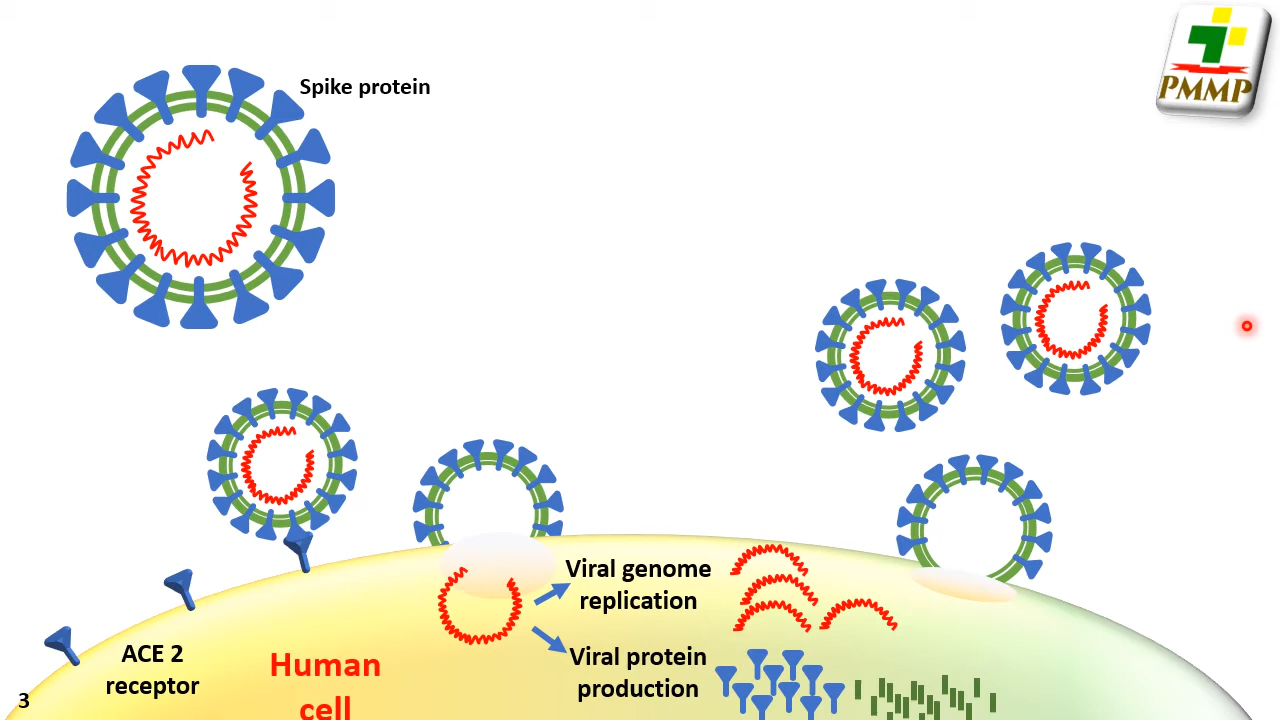 PMMP
Spike protein
Viral genome
replication
Viral protein
production
ACE 2
receptor
Human
cell
3